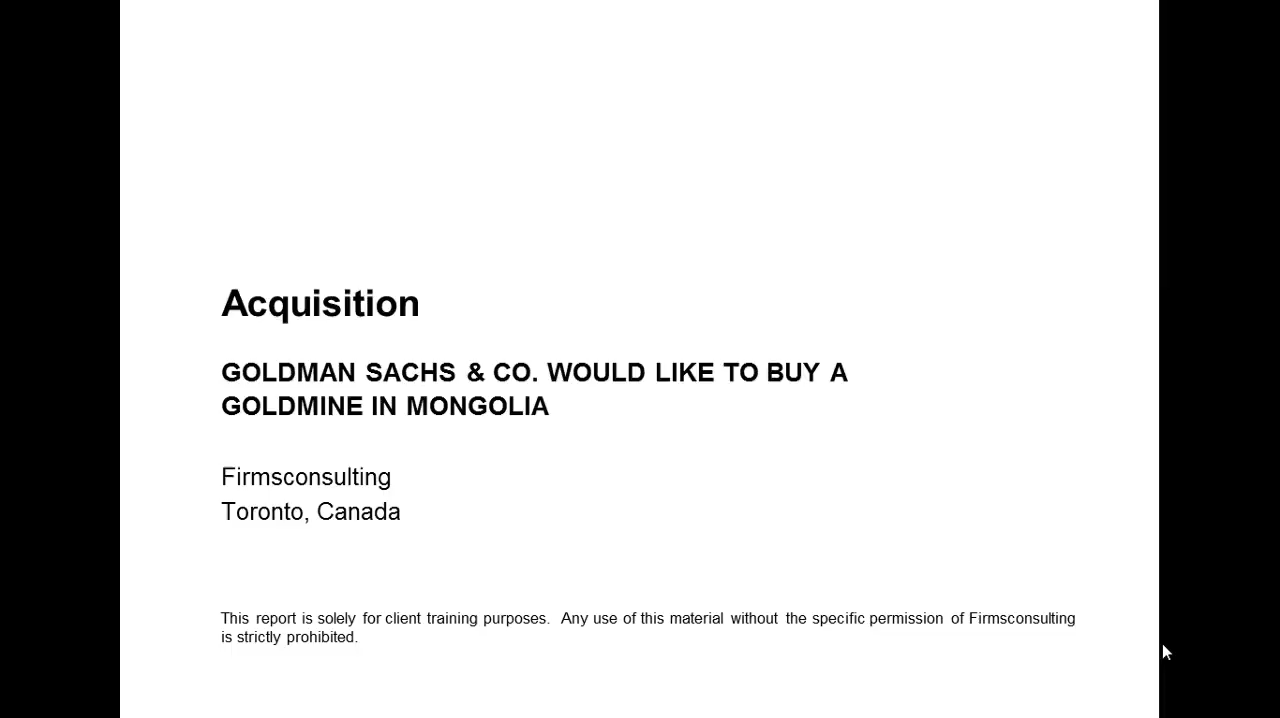 Acquisition
GOLDMAN SACHS & CO. WOULD LIKE TO BUY A
GOLDMINE IN MONGOLIA
Firmsconsulting
Toronto, Canada
This report is solely for client training purposes. Any use of this material without the specific permission of Firmsconsulting
is strictly prohibited.